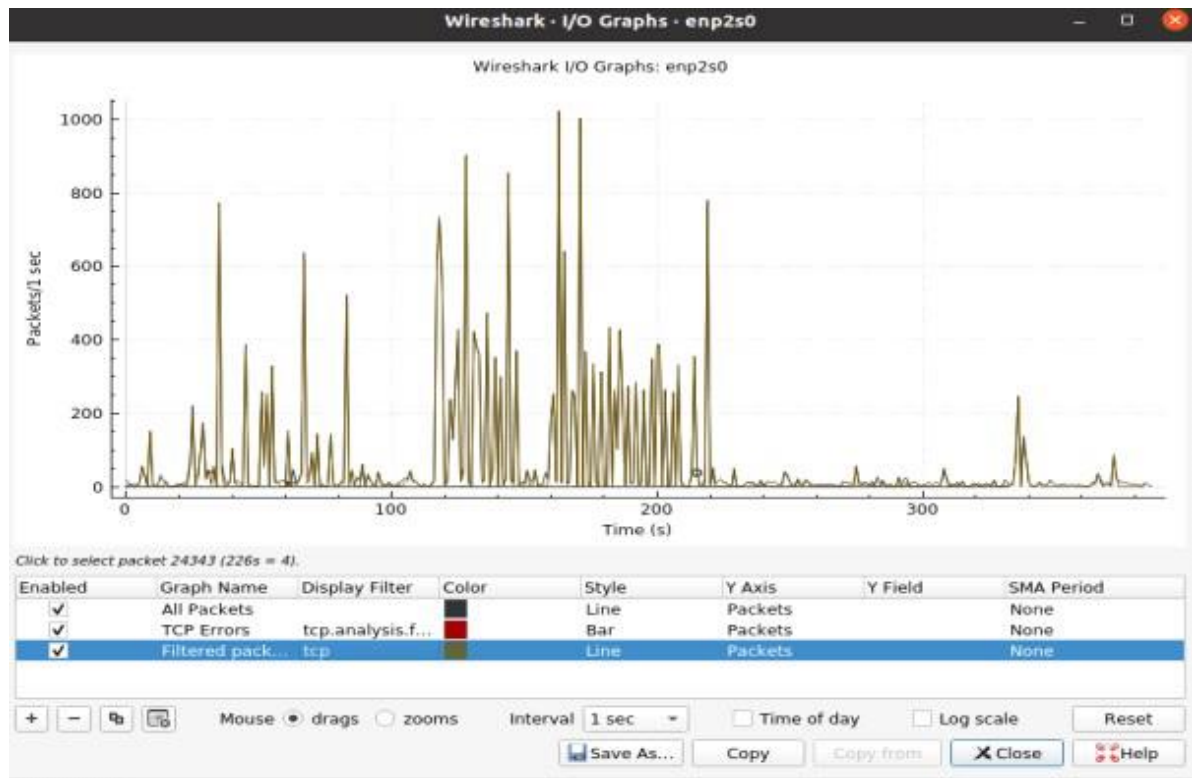 Wireshark · I/O Graphs · enp2s0
Wireshark I/O Graphs: enp2s0
1000
800
600
400
200
0
Packets/1 sec
0 100 200 300
Time (s)
Click to select packet 24343 (226s = 4).
Enabled Graph Name Display Filter Color Style Y Axis Y Field SMA Period
All Packets Line Packets None
TCP Errors tcp.analysis.f... Bar Packets None
Filtered pack... tcp Line Packets None
+ − Mouse drags zooms Interval 1 sec Time of day Log scale Reset
Save As... Copy Copy from Close Help